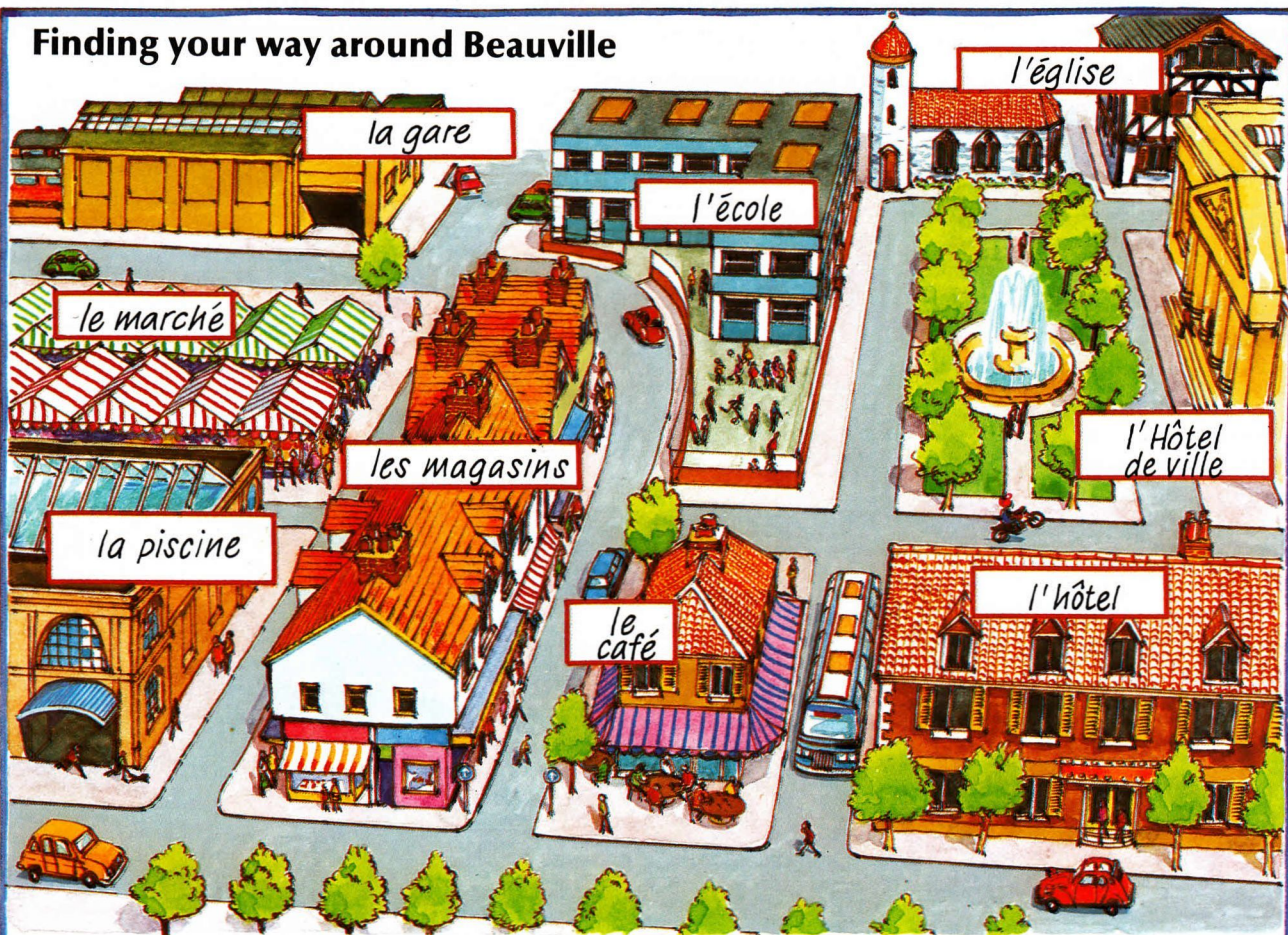 Finding your way around Beauville
l'église
la gare
l'école
le marché
l'Hôtel
de ville
les magasins
la piscine
l'hôtel
le
café